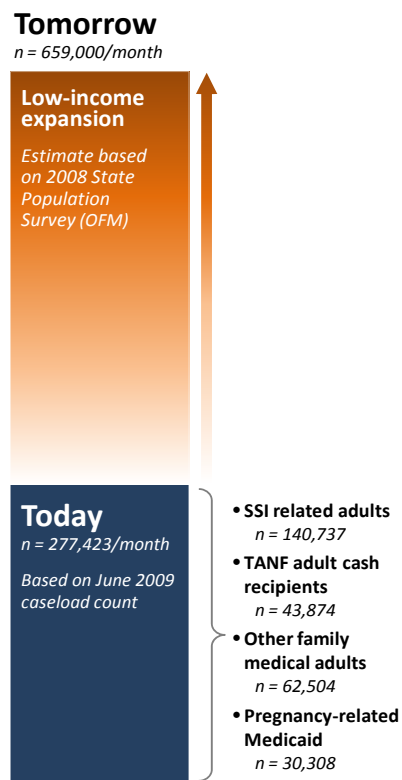 Tomorrow
n = 659,000/month
Low-income
expansion
Estimate based
on 2008 State
Population
Survey (OFM)
Today
n = 277,423/month
Based on June 2009
caseload count
• SSI related adults
n = 140,737
• TANF adult cash
recipients
n = 43,874
• Other family
medical adults
n = 62,504
• Pregnancy-related
Medicaid
n = 30,308